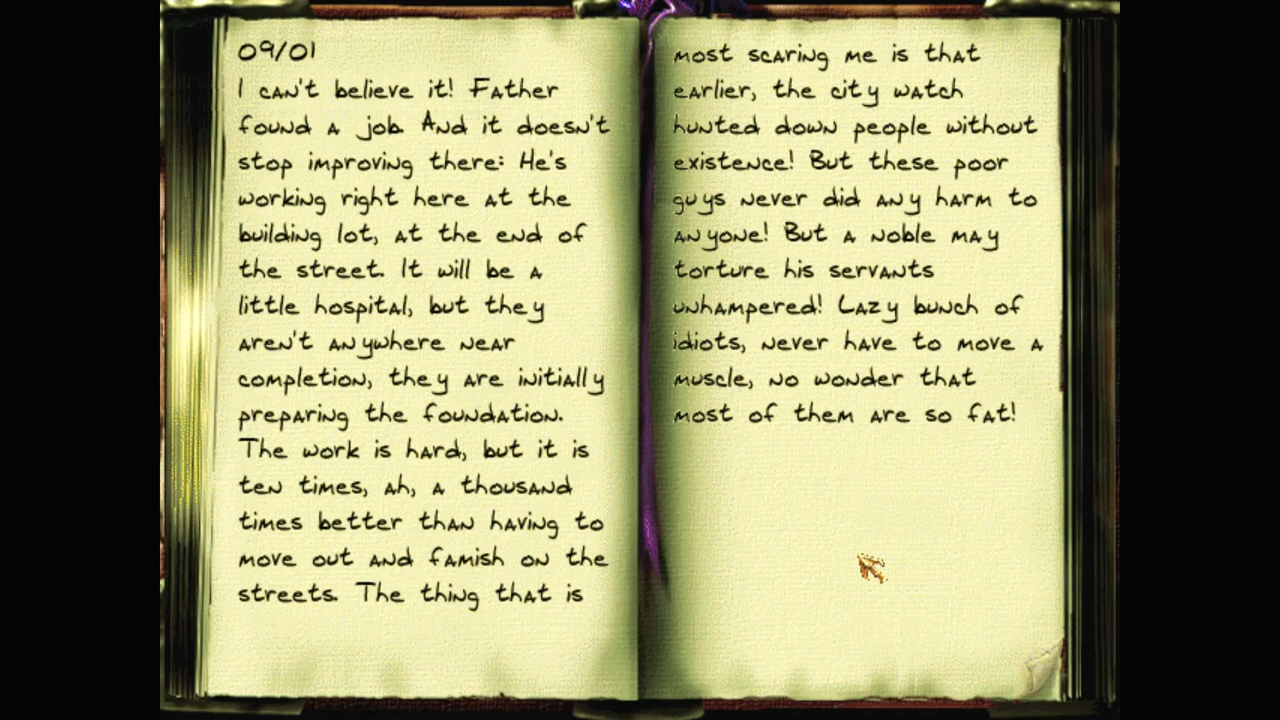 09/01
I can't believe it! Father
found a job. And it doesn't
stop improving there: He's
working right here at the
building lot, at the end of
the street. It will be a
little hospital, but they
aren't anywhere near
completion, they are initially
preparing the foundation.
The work is hard, but it is
ten times, ah, a thousand
times better than having to
move out and famish on the
streets. The thing that is
most scaring me is that
earlier, the city watch
hunted down people without
existence! But these poor
guys never did any harm to
anyone! But a noble may
torture his servants
unhampered! Lazy bunch of
idiots, never have to move a
muscle, no wonder that
most of them are so fat!